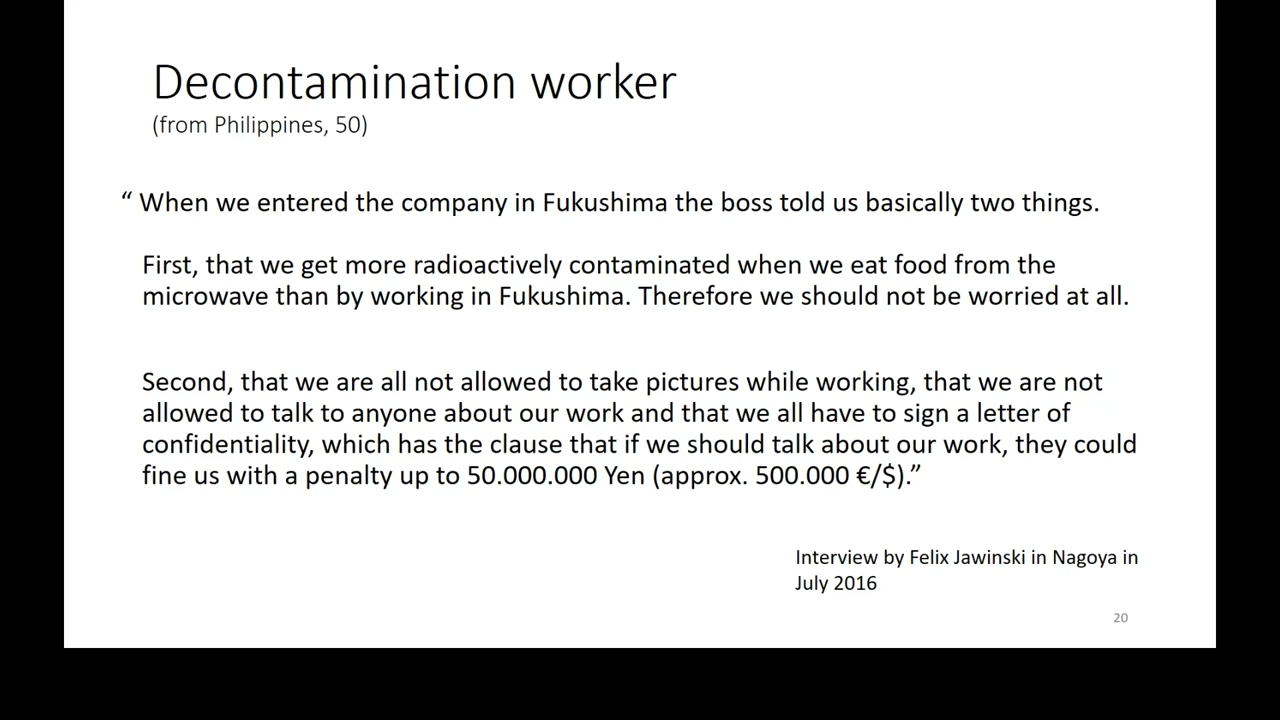 Decontamination worker
(from Philippines, 50)
“ When we entered the company in Fukushima the boss told us basically two things.
First, that we get more radioactively contaminated when we eat food from the
microwave than by working in Fukushima. Therefore we should not be worried at all.
Second, that we are all not allowed to take pictures while working, that we are not
allowed to talk to anyone about our work and that we all have to sign a letter of
confidentiality, which has the clause that if we should talk about our work, they could
fine us with a penalty up to 50.000.000 Yen (approx. 500.000 €/$).”
Interview by Felix Jawinski in Nagoya in
July 2016
20